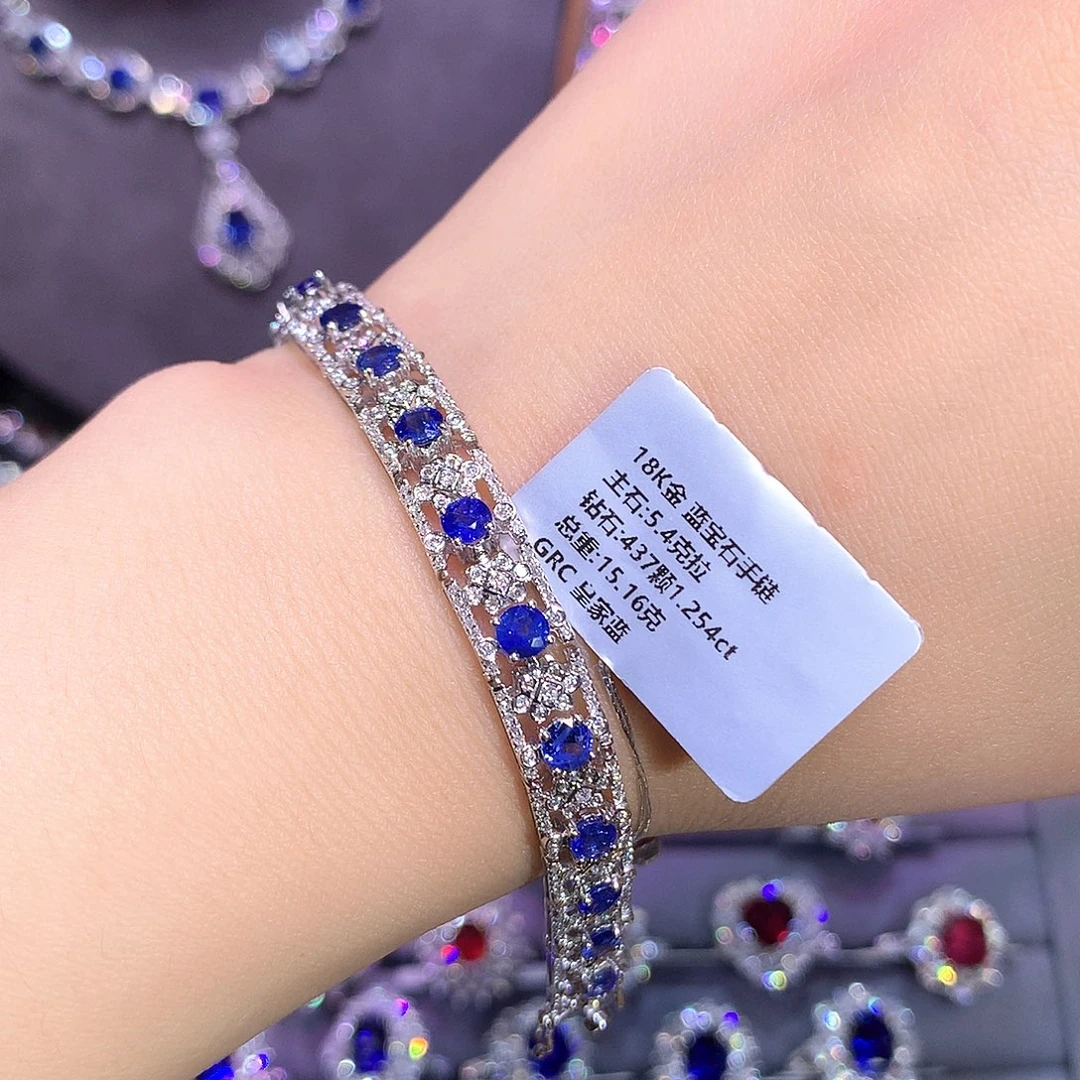 18K金 蓝宝石手链
主石:5.4克拉
钻石:437颗1.254ct
总重:15.16克
GRC 皇家蓝